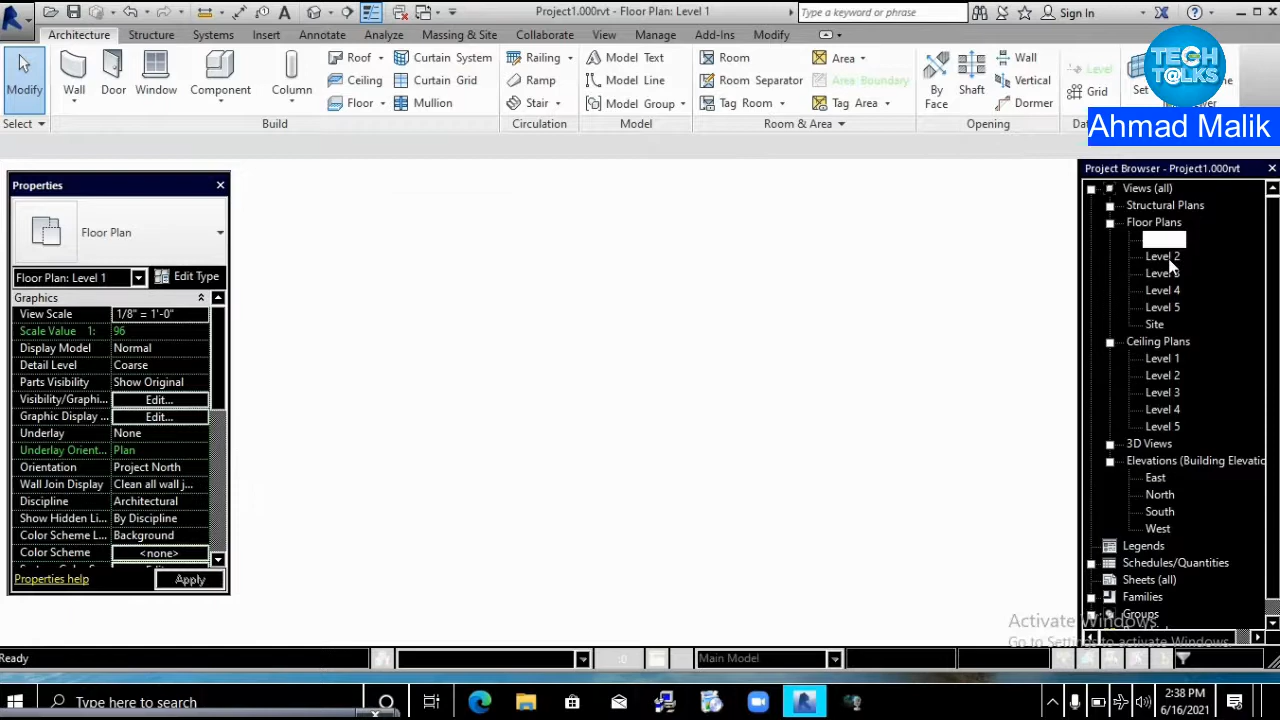 Project1.000rvt - Floor Plan: Level 1
Type a keyword or phrase
Sign In
Architecture Structure Systems Insert Annotate Analyze Massing & Site Collaborate View Manage Add-Ins Modify
Modify
Wall
Door
Window
Component
Column
Roof
Ceiling
Floor
Curtain System
Curtain Grid
Mullion
Railing
Ramp
Stair
Model Text
Model Line
Model Group
Room
Room Separator
Tag Room
Area
Area Boundary
Tag Area
By Face
Shaft
Wall
Vertical
Dormer
Level
Grid
Set
Select
Build
Circulation
Model
Room & Area
Opening
TECH
T@LKS
Ahmad Malik
Properties
Floor Plan
Floor Plan: Level 1
Edit Type
Graphics
View Scale 1/8" = 1'-0"
Scale Value 1: 96
Display Model Normal
Detail Level Coarse
Parts Visibility Show Original
Visibility/Graphi... Edit...
Graphic Display ... Edit...
Underlay None
Underlay Orient... Plan
Orientation Project North
Wall Join Display Clean all wall j...
Discipline Architectural
Show Hidden Li... By Discipline
Color Scheme L... Background
Color Scheme <none>
Properties help
Apply
Project Browser - Project1.000rvt
Views (all)
Structural Plans
Floor Plans
Level 2
Level 3
Level 4
Level 5
Site
Ceiling Plans
Level 1
Level 2
Level 3
Level 4
Level 5
3D Views
Elevations (Building Elevatic
East
North
South
West
Legends
Schedules/Quantities
Sheets (all)
Families
Groups
Activate Windows
Go to Settings to activate Windows.
Ready
:0
Main Model
Type here to search
2:38 PM
6/16/2021